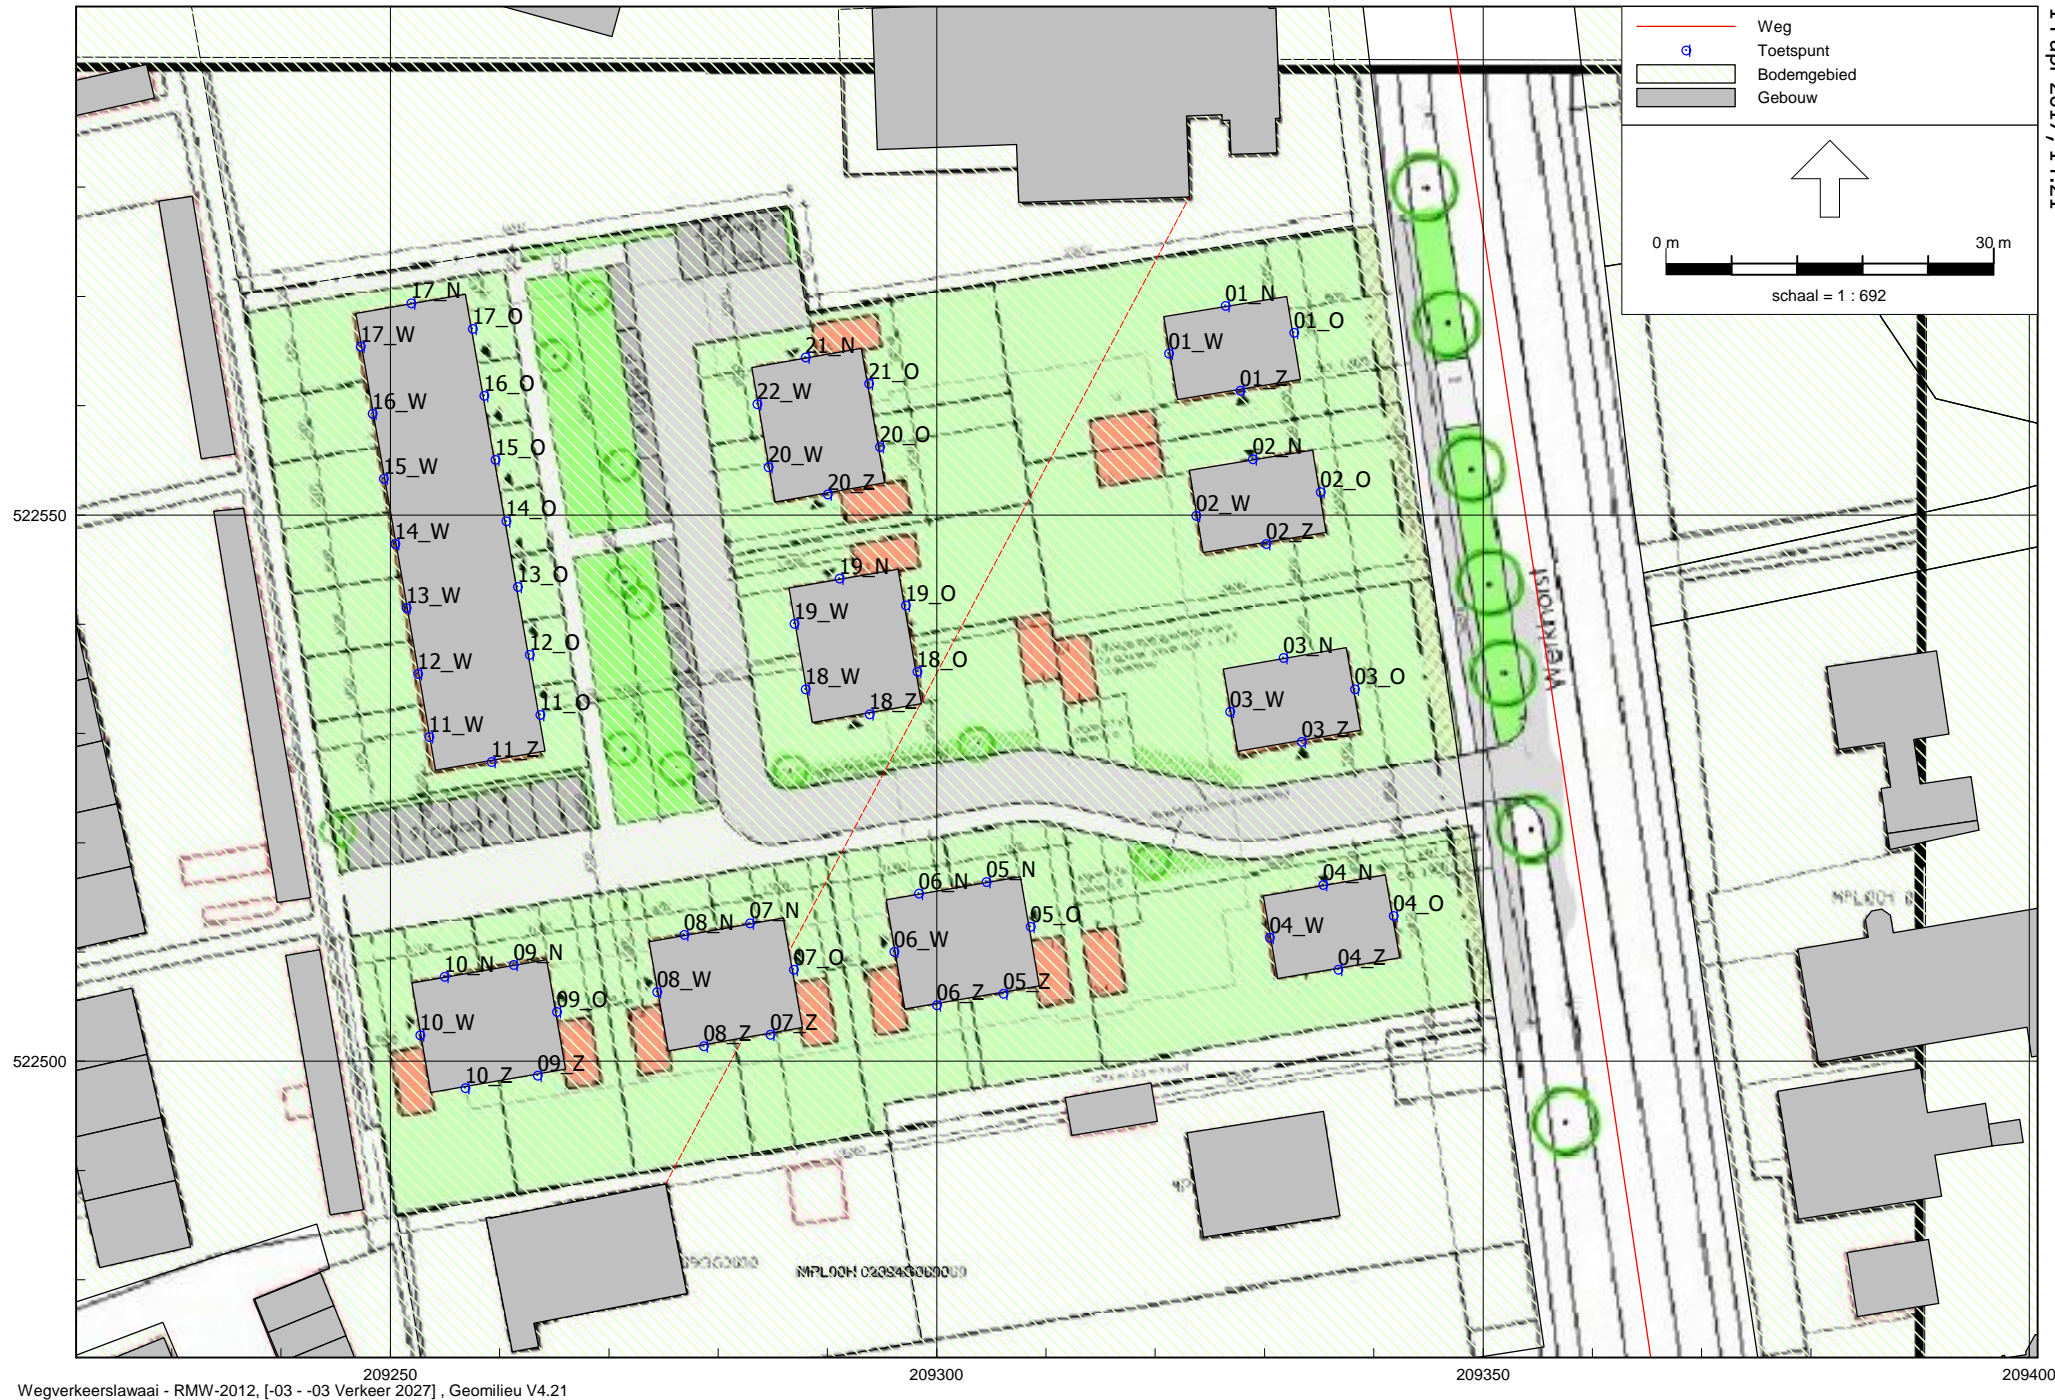 Weg
Toetspunt
Bodemgebied
Gebouw
0 m 30 m
schaal = 1 : 692
17_N
17_O
17_W
16_O
16_W
15_O
15_W
14_O
14_W
13_O
13_W
12_O
12_W
11_O
11_W
11_Z
21_N
21_O
22_W
20_O
20_W
20_Z
19_N
19_O
19_W
18_O
18_W
18_Z
01_N
01_O
01_W
01_Z
02_N
02_O
02_W
02_Z
03_N
03_O
03_W
03_Z
04_N
04_O
04_W
04_Z
05_N
05_O
05_Z
06_N
06_W
06_Z
07_N
07_O
07_Z
08_N
08_W
08_Z
09_N
09_O
09_Z
10_N
10_W
10_Z
522550
522500
209250
209300
209350
209400
Wegverkeerslawaai - RMW-2012, [-03 - -03 Verkeer 2027] , Geomilieu V4.21